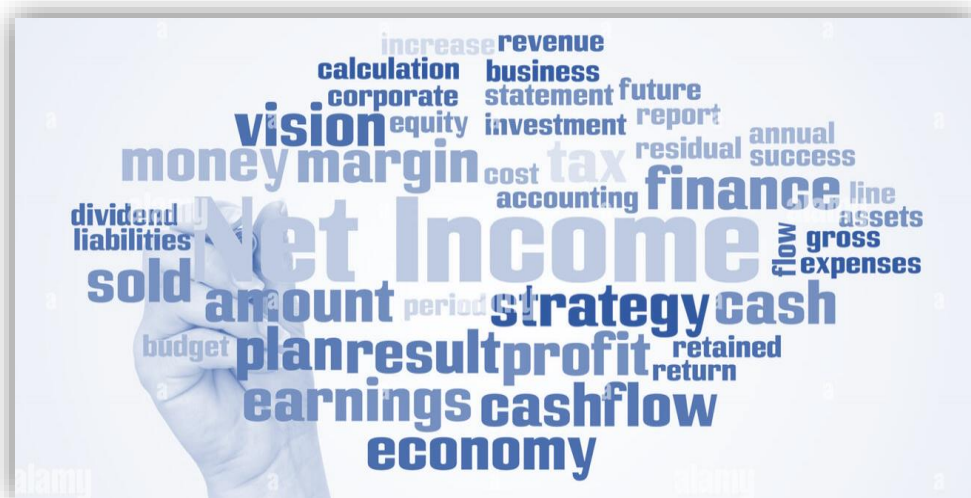 increase revenue
calculation business
corporate statement future
vision equity investment report
money margin cost tax residual annual
success
accounting finance line
dividend Net Income assets
liabilities flow gross
sold expenses
amount period strategy cash
budget plan result profit retained
return
earnings cashflow
economy
alamy
alamy